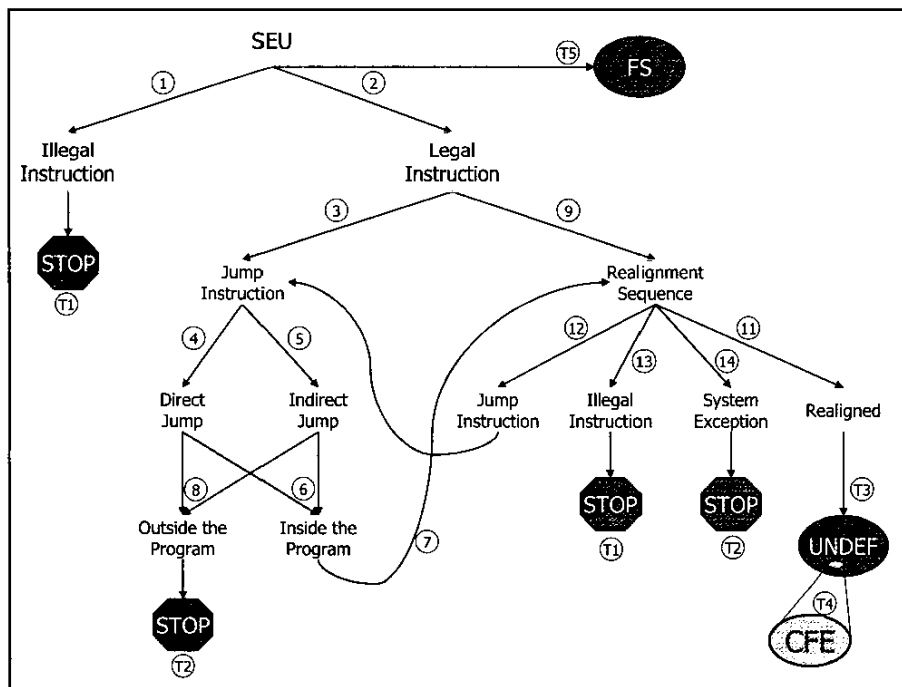 SEU
T5
FS
1
2
Illegal
Instruction
Legal
Instruction
3
9
STOP
T1
Jump
Instruction
Realignment
Sequence
4
5
12
13
14
11
Direct
Jump
Indirect
Jump
Jump
Instruction
Illegal
Instruction
System
Exception
Realigned
8
6
7
Outside the
Program
Inside the
Program
STOP
T1
STOP
T2
T3
UNDEF
STOP
T2
T4
CFE